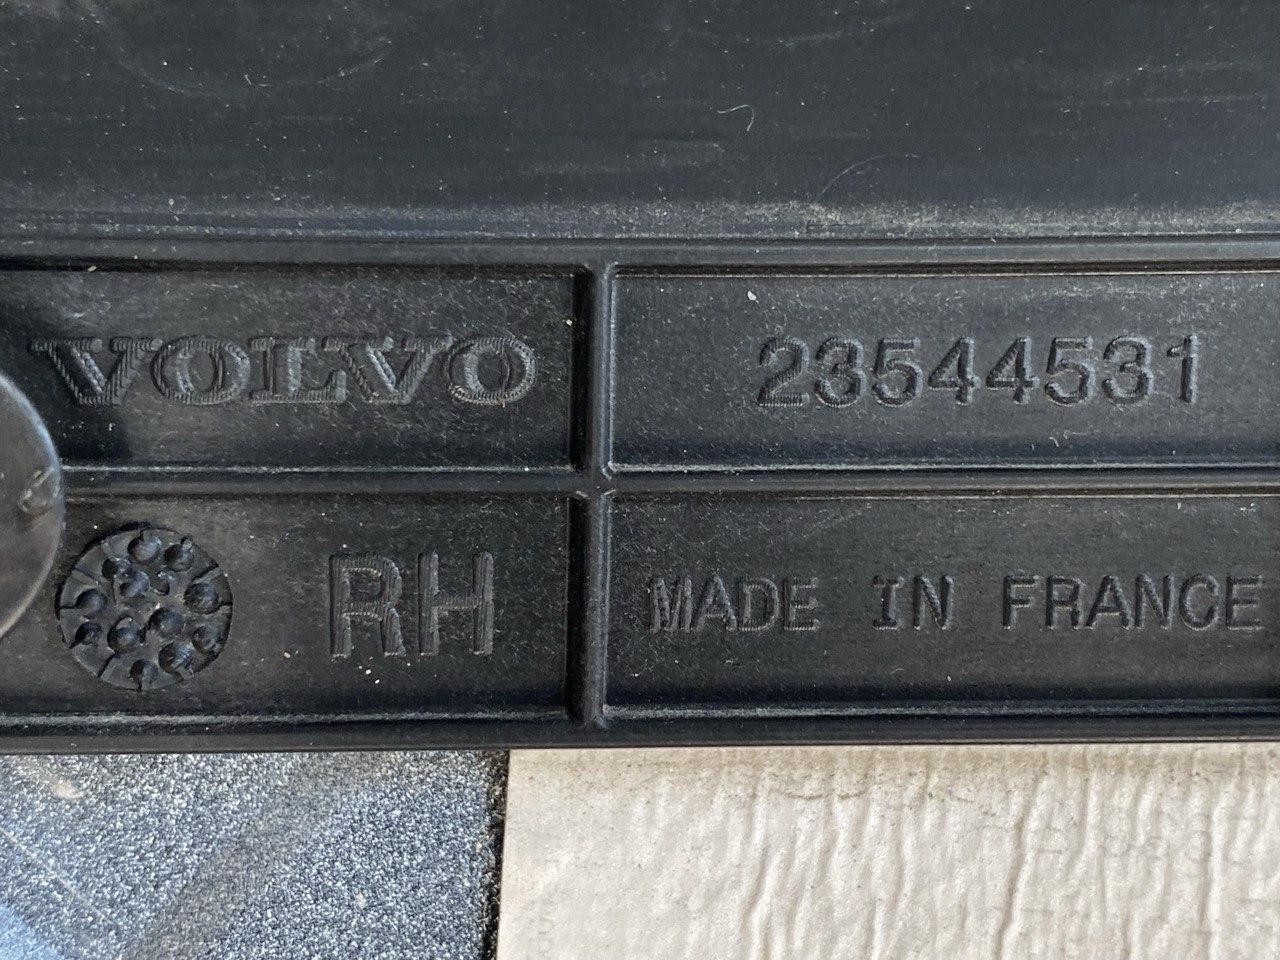 VOLVO
23544531
RH
MADE IN FRANCE